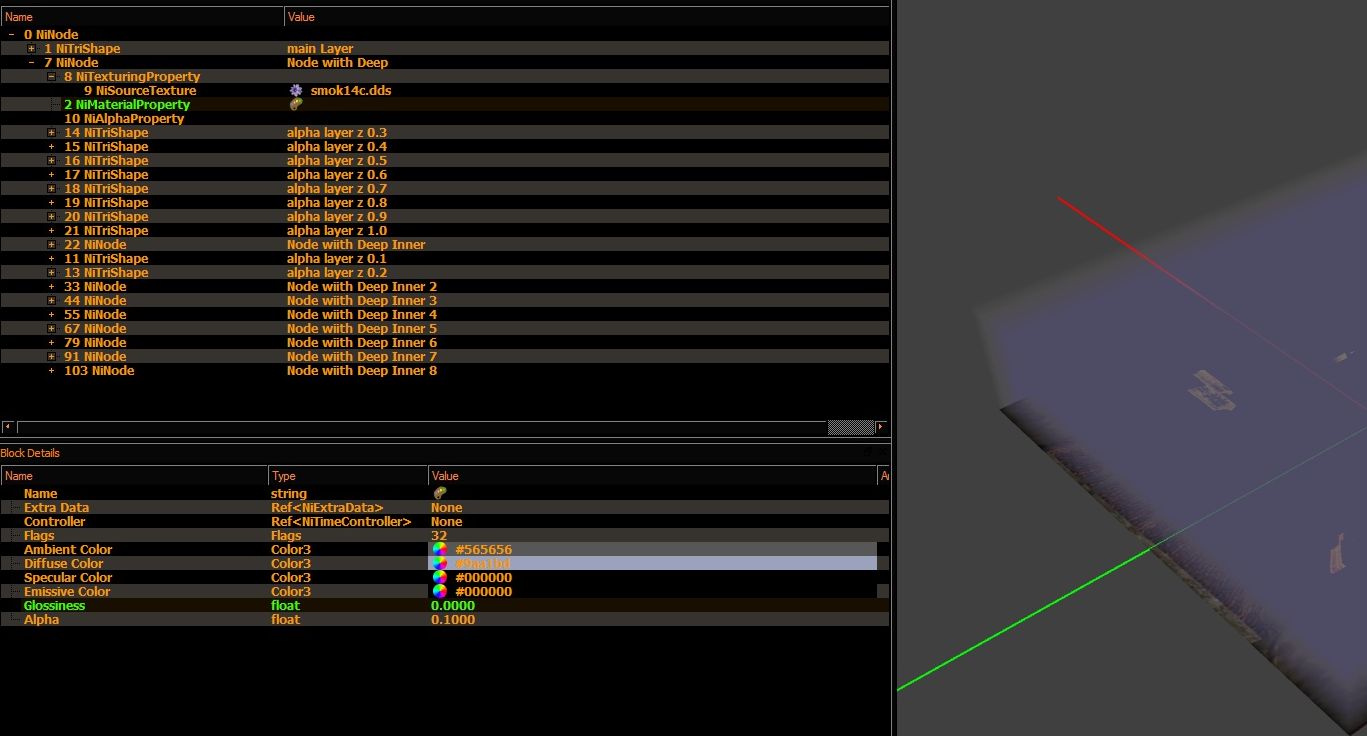 Name Value
0 NiNode
1 NiTriShape main Layer
7 NiNode Node wiith Deep
8 NiTexturingProperty
9 NiSourceTexture smok14c.dds
2 NiMaterialProperty
10 NiAlphaProperty
14 NiTriShape alpha layer z 0.3
15 NiTriShape alpha layer z 0.4
16 NiTriShape alpha layer z 0.5
17 NiTriShape alpha layer z 0.6
18 NiTriShape alpha layer z 0.7
19 NiTriShape alpha layer z 0.8
20 NiTriShape alpha layer z 0.9
21 NiTriShape alpha layer z 1.0
22 NiNode Node wiith Deep Inner
11 NiTriShape alpha layer z 0.1
13 NiTriShape alpha layer z 0.2
33 NiNode Node wiith Deep Inner 2
44 NiNode Node wiith Deep Inner 3
55 NiNode Node wiith Deep Inner 4
67 NiNode Node wiith Deep Inner 5
79 NiNode Node wiith Deep Inner 6
91 NiNode Node wiith Deep Inner 7
103 NiNode Node wiith Deep Inner 8
Block Details
Name Type Value
Name string
Extra Data Ref<NiExtraData> None
Controller Ref<NiTimeController> None
Flags Flags 32
Ambient Color Color3 #565656
Diffuse Color Color3
Specular Color Color3 #000000
Emissive Color Color3 #000000
Glossiness float 0.0000
Alpha float 0.1000